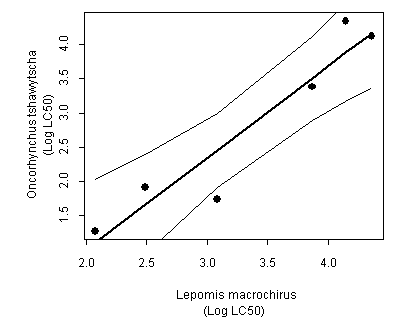 Oncorhynchus tshawytscha
(Log LC50)
4.0
3.5
3.0
2.5
2.0
1.5
2.0 2.5 3.0 3.5 4.0
Lepomis macrochirus
(Log LC50)